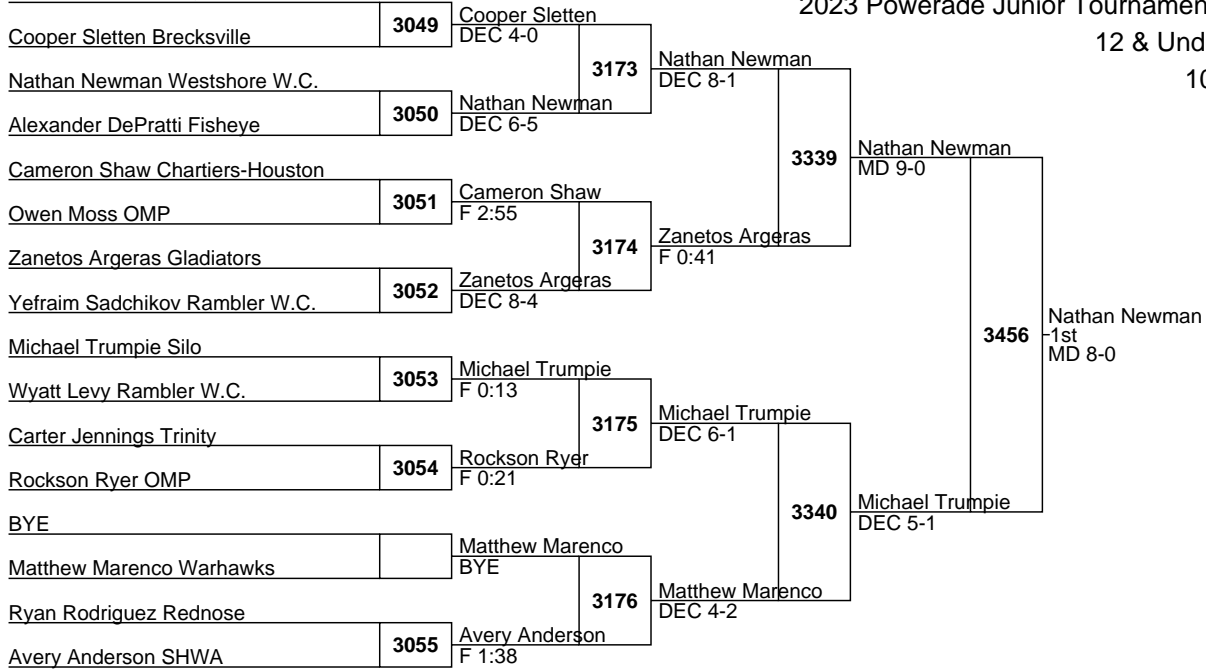 2023 Powerade Junior Tournamen
12 & Und
10
Cooper Sletten Brecksville
3049
Cooper Sletten
DEC 4-0
Nathan Newman Westshore W.C.
3173
Nathan Newman
DEC 8-1
Alexander DePratti Fisheye
3050
Nathan Newman
DEC 6-5
Cameron Shaw Chartiers-Houston
3339
Nathan Newman
MD 9-0
Owen Moss OMP
3051
Cameron Shaw
F 2:55
Zanetos Argeras Gladiators
3174
Zanetos Argeras
F 0:41
Yefraim Sadchikov Rambler W.C.
3052
Zanetos Argeras
DEC 8-4
Michael Trumpie Silo
3456
Nathan Newman
1st
MD 8-0
Wyatt Levy Rambler W.C.
3053
Michael Trumpie
F 0:13
Carter Jennings Trinity
3175
Michael Trumpie
DEC 6-1
Rockson Ryer OMP
3054
Rockson Ryer
F 0:21
BYE
3340
Michael Trumpie
DEC 5-1
Matthew Marenco Warhawks
Matthew Marenco
BYE
Ryan Rodriguez Rednose
3176
Matthew Marenco
DEC 4-2
Avery Anderson SHWA
3055
Avery Anderson
F 1:38